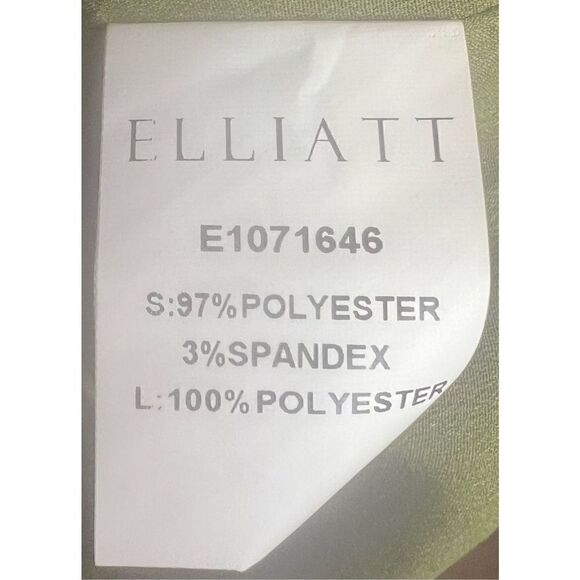 ELLIATT
E1071646
S:97%POLYESTER
3%SPANDEX
L:100%POLYESTER